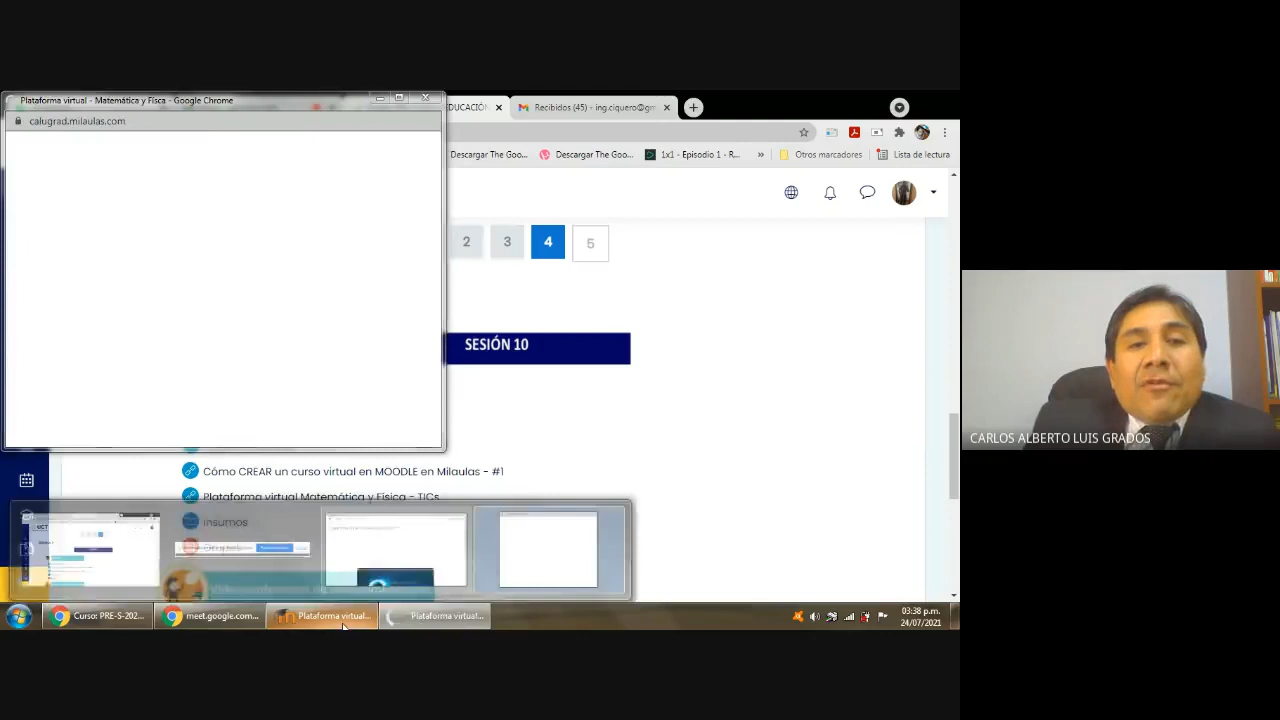 Plataforma virtual - Matemática y Físca - Google Chrome
calugrad.milaulas.com
DUCACIÓN
Recibidos (45) - ing.ciquero@gm
Descargar The Goo...
Descargar The Goo...
1x1 - Episodio 1 - R...
»
Otros marcadores
Lista de lectura
2 3 4 5
SESIÓN 10
Cómo CREAR un curso virtual en MOODLE en Milaulas - #1
Plataforma virtual Matemática y Física - TICs
Insumos
CARLOS ALBERTO LUIS GRADOS
Curso: PRE-S-202...
meet.google.com...
Plataforma virtual...
Plataforma virtual...
03:38 p.m.
24/07/2021